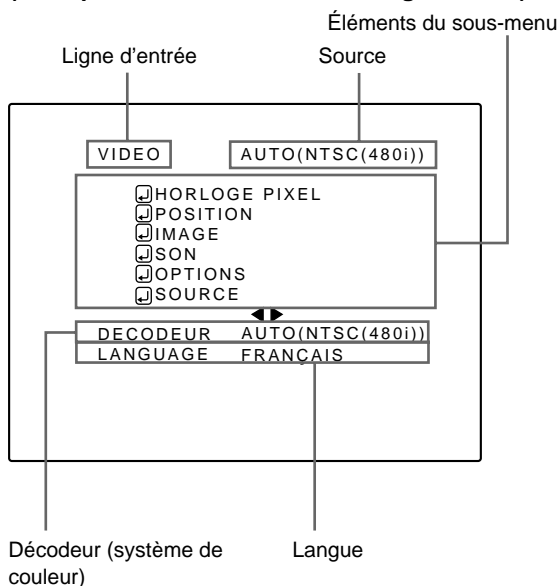 Éléments du sous-menu
Ligne d'entrée
Source
VIDEO
AUTO(NTSC(480i))
HORLOGE PIXEL
POSITION
IMAGE
SON
OPTIONS
SOURCE
DECODEUR AUTO(NTSC(480i))
LANGUAGE FRANÇAIS
Décodeur (système de
couleur)
Langue